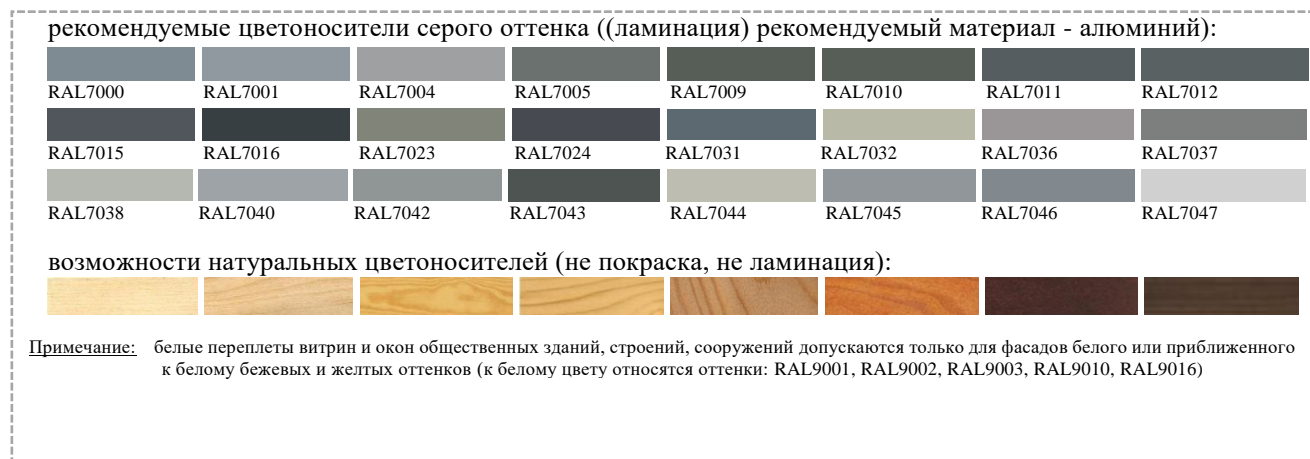 рекомендуемые цветоносители серого оттенка ((ламинация) рекомендуемый материал - алюминий):
RAL7000 RAL7001 RAL7004 RAL7005 RAL7009 RAL7010 RAL7011 RAL7012
RAL7015 RAL7016 RAL7023 RAL7024 RAL7031 RAL7032 RAL7036 RAL7037
RAL7038 RAL7040 RAL7042 RAL7043 RAL7044 RAL7045 RAL7046 RAL7047
возможности натуральных цветоносителей (не покраска, не ламинация):
Примечание: белые переплеты витрин и окон общественных зданий, строений, сооружений допускаются только для фасадов белого или приближенного
к белому бежевых и желтых оттенков (к белому цвету относятся оттенки: RAL9001, RAL9002, RAL9003, RAL9010, RAL9016)